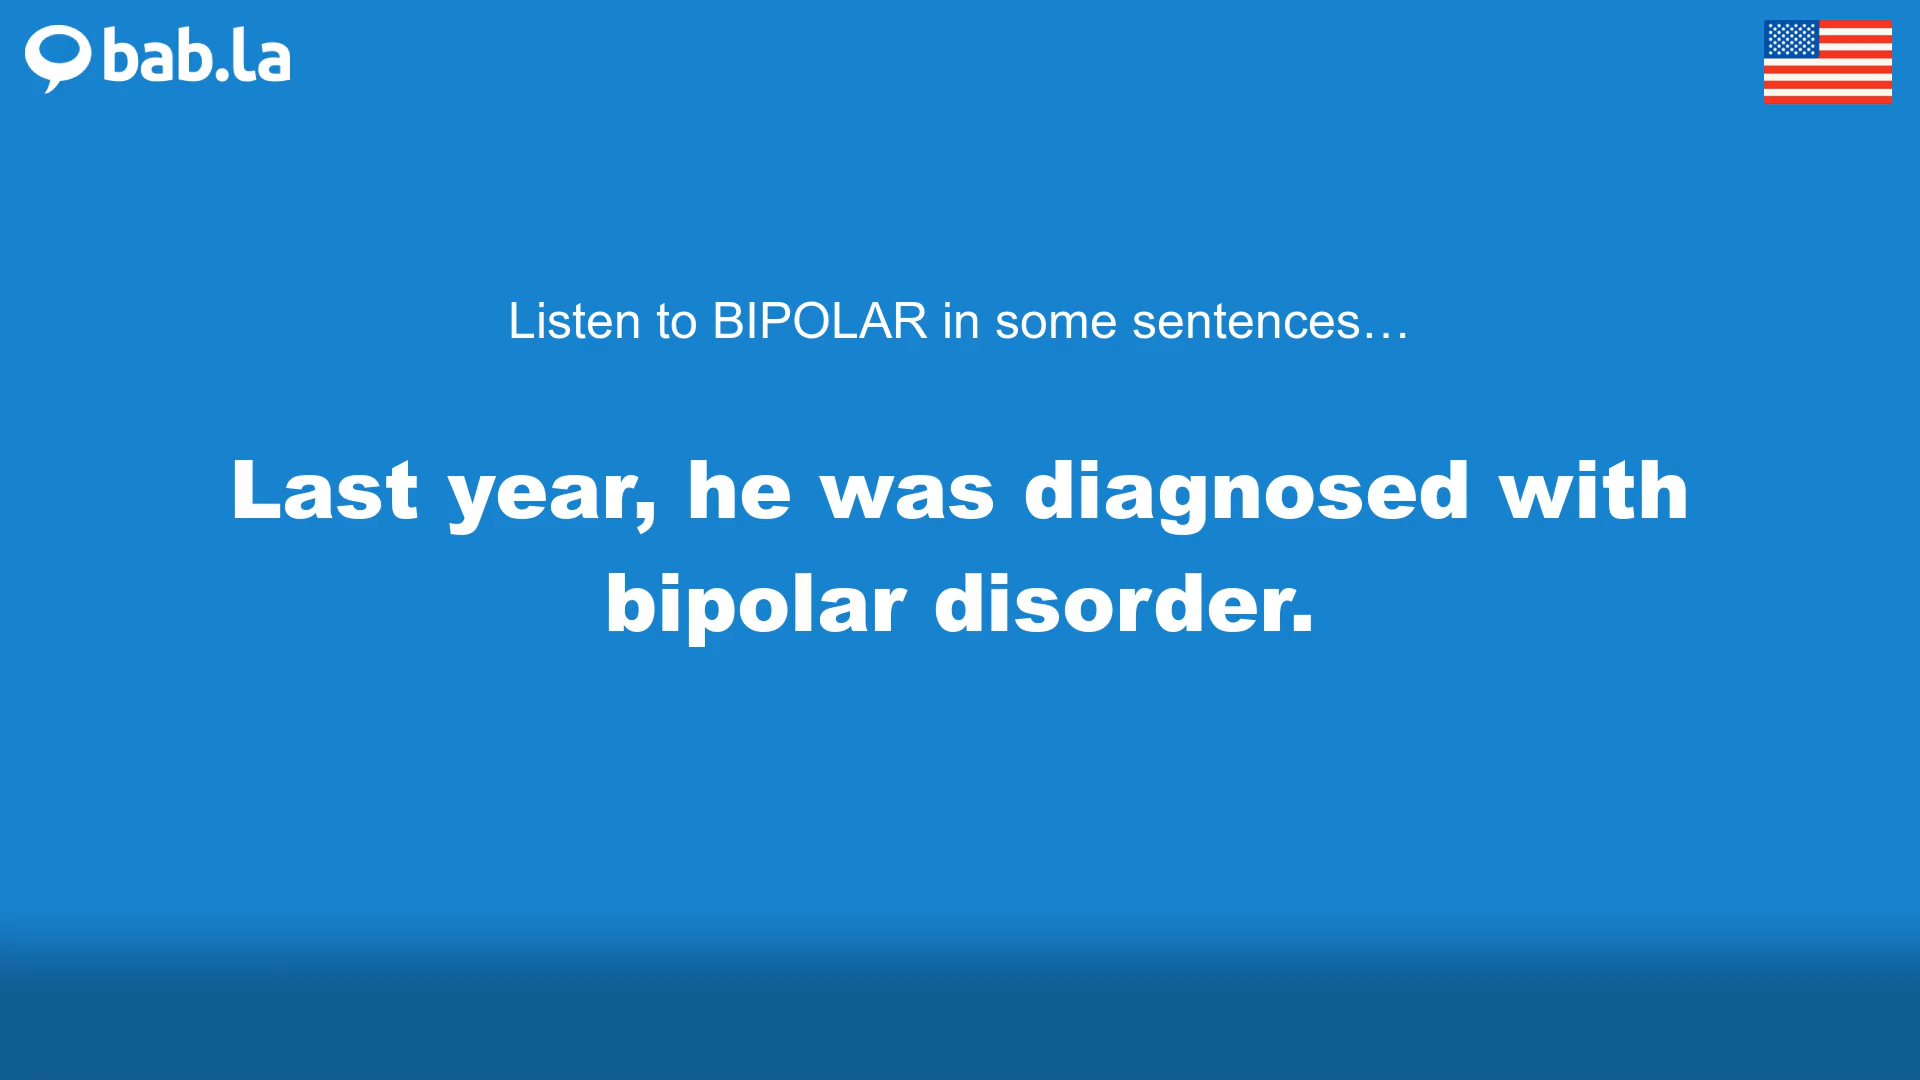 bab.la
Listen to BIPOLAR in some sentences…
Last year, he was diagnosed with
bipolar disorder.